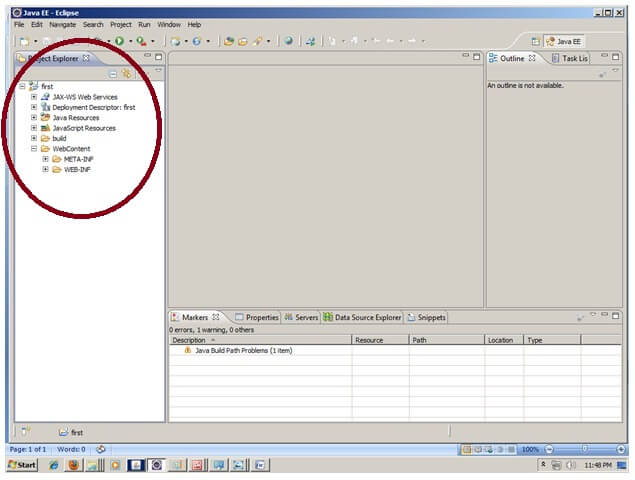 Java EE - Eclipse
File Edit Navigate Search Project Run Window Help
Java EE
Project Explorer
first
JAX-WS Web Services
Deployment Descriptor: first
Java Resources
JavaScript Resources
build
WebContent
META-INF
WEB-INF
Outline Task Lis
An outline is not available.
Markers Properties Servers Data Source Explorer Snippets
0 errors, 1 warning, 0 others
Description Resource Path Location Type
Java Build Path Problems (1 item)
first
Page: 1 of 1 Words: 0 100%
Start 11:48 PM